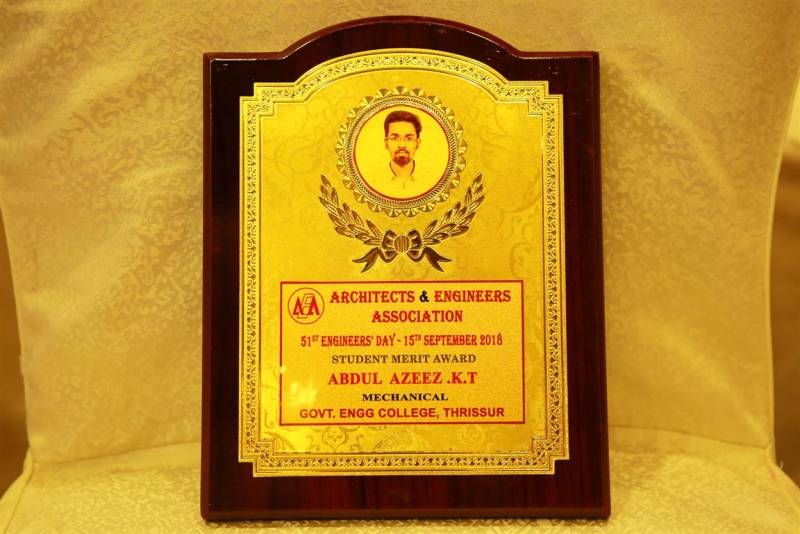 ARCHITECTS & ENGINEERS
ASSOCIATION
51ST ENGINEERS' DAY - 15TH SEPTEMBER 2018
STUDENT MERIT AWARD
ABDUL AZEEZ .K.T
MECHANICAL
GOVT. ENGG COLLEGE, THRISSUR